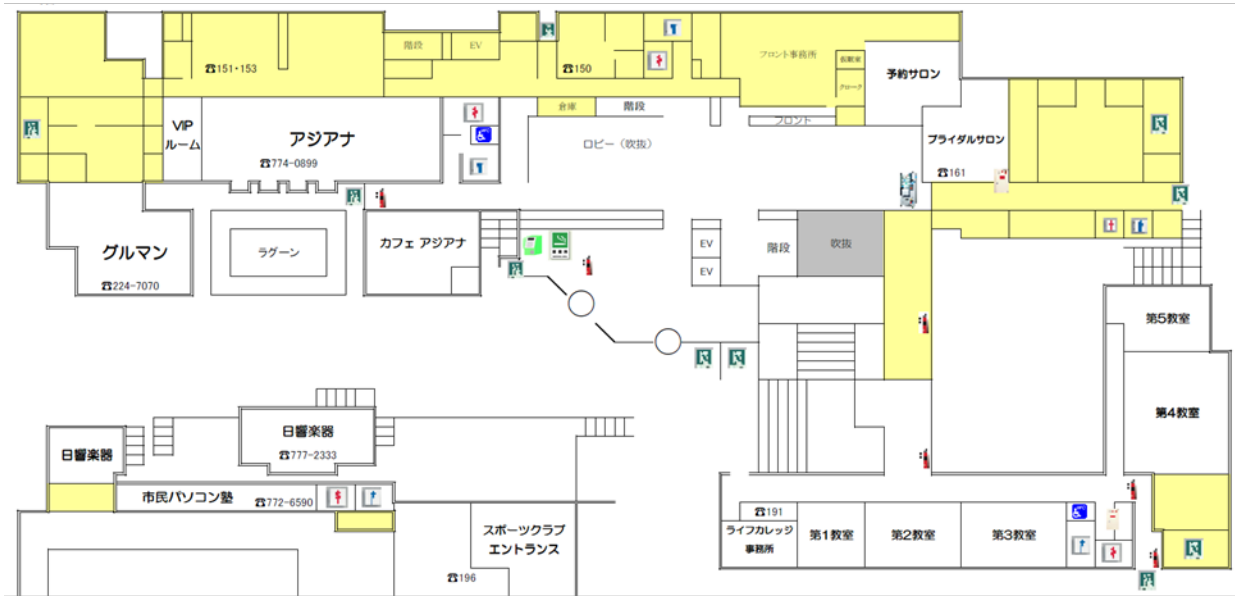 階段
EV
☎151・153
☎150
フロント事務所
仮眠室
クローク
予約サロン
VIP
ルーム
アジアナ
☎774-0899
倉庫
階段
フロント
ロビー（吹抜）
ブライダルサロン
☎161
グルマン
☎224-7070
ラグーン
カフェ アジアナ
EV
EV
階段
吹抜
第5教室
第4教室
日響楽器
日響楽器
☎777-2333
市民パソコン塾
☎772-6590
スポーツクラブ
エントランス
☎196
☎191
ライフカレッジ
事務所
第1教室
第2教室
第3教室